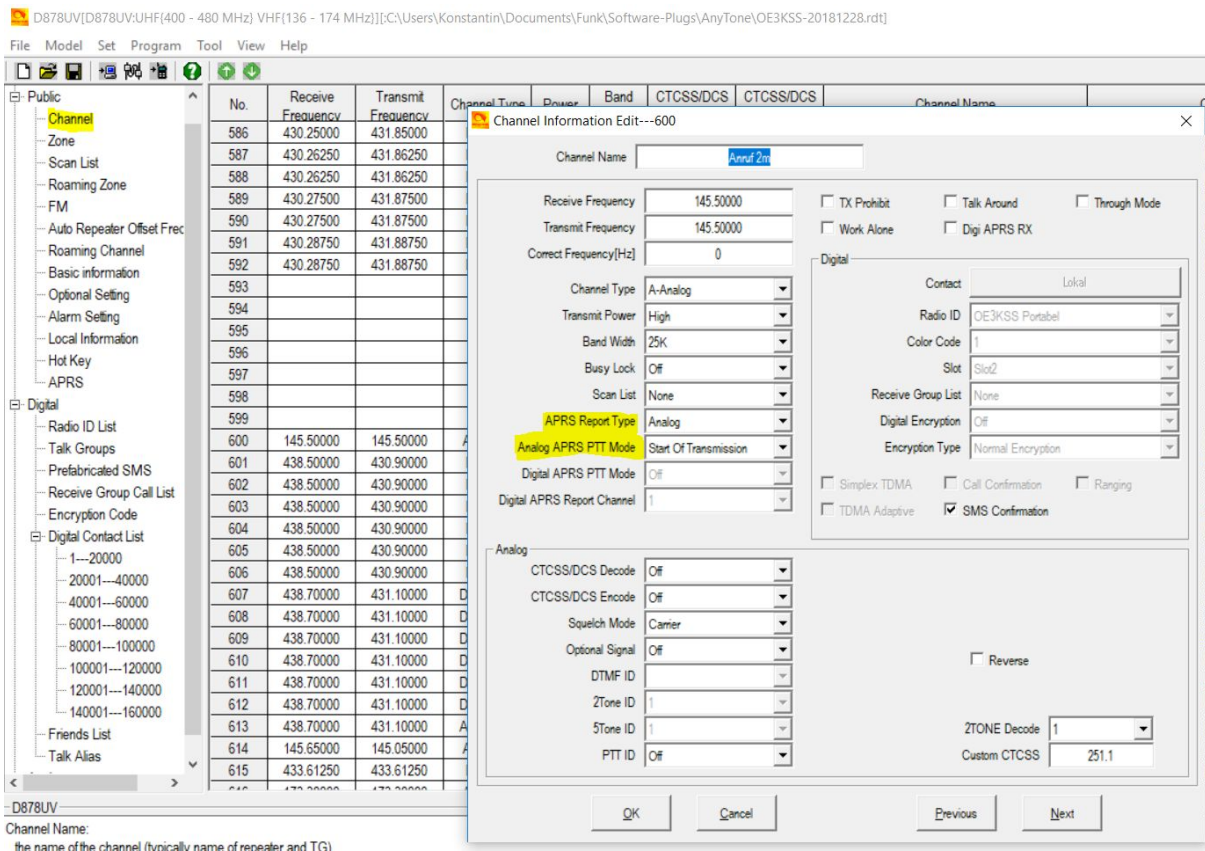 D878UV[D878UV:UHF{400 - 480 MHz} VHF{136 - 174 MHz}][:C:\Users\Konstantin\Documents\Funk\Software-Plugs\AnyTone\OE3KSS-20181228.rdt]
File Model Set Program Tool View Help
Public
Channel
Zone
Scan List
Roaming Zone
FM
Auto Repeater Offset Freq
Roaming Channel
Basic information
Optional Setting
Alarm Setting
Local Information
Hot Key
APRS
Digital
Radio ID List
Talk Groups
Prefabricated SMS
Receive Group Call List
Encryption Code
Digital Contact List
1---20000
20001---40000
40001---60000
60001---80000
80001---100000
100001---120000
120001---140000
140001---160000
Friends List
Talk Alias
No. Receive Frequency Transmit Frequency Channel Type Power Band CTCSS/DCS CTCSS/DCS Channel Name
586 430.25000 431.85000
587 430.26250 431.86250
588 430.26250 431.86250
589 430.27500 431.87500
590 430.27500 431.87500
591 430.28750 431.88750
592 430.28750 431.88750
593
594
595
596
597
598
599
600 145.50000 145.50000 A
601 438.50000 430.90000
602 438.50000 430.90000
603 438.50000 430.90000
604 438.50000 430.90000
605 438.50000 430.90000
606 438.50000 430.90000
607 438.70000 431.10000 D
608 438.70000 431.10000 D
609 438.70000 431.10000 D
610 438.70000 431.10000 D
611 438.70000 431.10000 D
612 438.70000 431.10000 D
613 438.70000 431.10000 A
614 145.65000 145.05000 A
615 433.61250 433.61250
Channel Information Edit---600
Channel Name Anruf 2m
Receive Frequency 145.50000
Transmit Frequency 145.50000
Correct Frequency[Hz] 0
Channel Type A-Analog
Transmit Power High
Band Width 25K
Busy Lock Off
Scan List None
APRS Report Type Analog
Analog APRS PTT Mode Start Of Transmission
Digital APRS PTT Mode Off
Digital APRS Report Channel 1
TX Prohibit Talk Around Through Mode
Work Alone Digi APRS RX
Digital
Contact Lokal
Radio ID OE3KSS Portabel
Color Code 1
Slot Slot2
Receive Group List None
Digital Encryption Off
Encryption Type Normal Encryption
Simplex TDMA Call Confirmation Ranging
TDMA Adaptive SMS Confirmation
Analog
CTCSS/DCS Decode Off
CTCSS/DCS Encode Off
Squelch Mode Carrier
Optional Signal Off
DTMF ID
2Tone ID 1
5Tone ID 1
PTT ID Off
Reverse
2TONE Decode 1
Custom CTCSS 251.1
OK Cancel Previous Next
D878UV
Channel Name:
the name of the channel (typically name of repeater and TG)